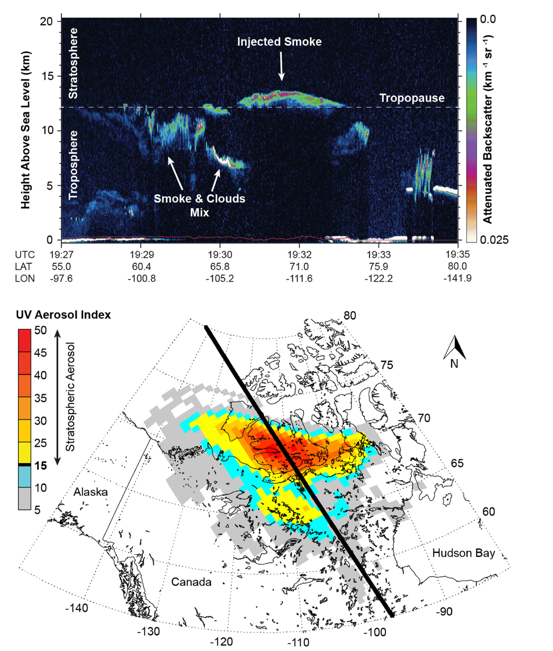 Stratosphere
Troposphere
Height Above Sea Level (km)
20
15
10
5
0
Injected Smoke
Tropopause
Smoke & Clouds
Mix
0.0
0.025
Attenuated Backscatter (km⁻¹ sr⁻¹)
UTC 19:27 19:29 19:30 19:32 19:33 19:35
LAT 55.0 60.4 65.8 71.0 75.9 80.0
LON -97.6 -100.8 -105.2 -111.6 -122.2 -141.9
UV Aerosol Index
50
45
40
35
30
25
20
15
10
5
Stratospheric Aerosol
80
75
70
65
60
N
Alaska
Canada
Hudson Bay
-140
-130
-120
-110
-100
-90